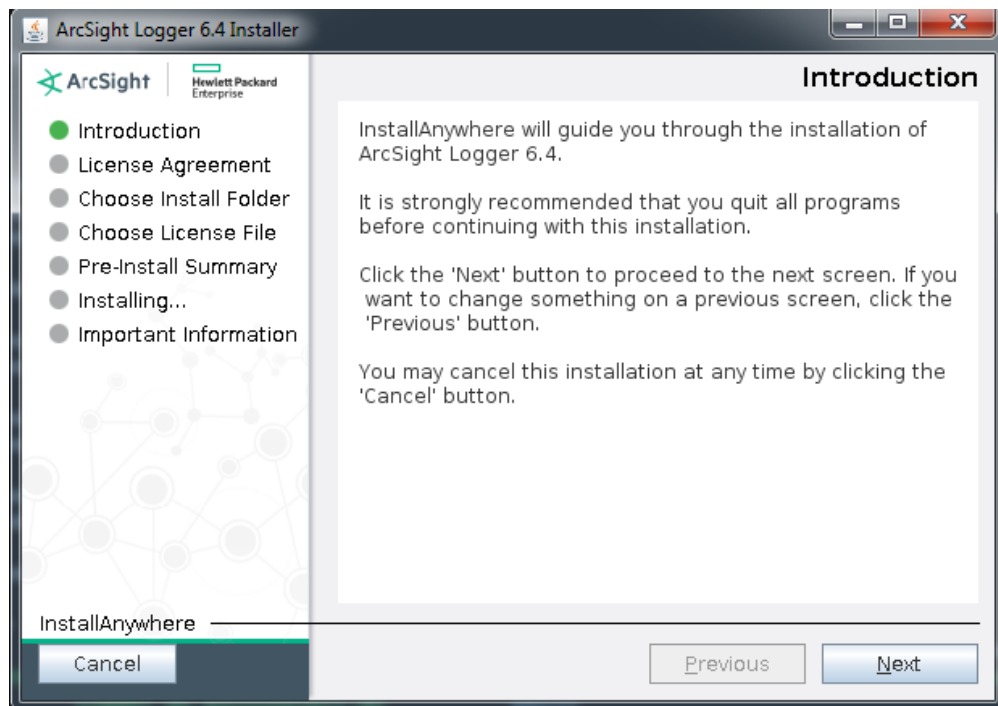 ArcSight Logger 6.4 Installer
ArcSight
Hewlett Packard
Enterprise
Introduction
License Agreement
Choose Install Folder
Choose License File
Pre-Install Summary
Installing...
Important Information
Introduction
InstallAnywhere will guide you through the installation of
ArcSight Logger 6.4.
It is strongly recommended that you quit all programs
before continuing with this installation.
Click the 'Next' button to proceed to the next screen. If you
want to change something on a previous screen, click the
'Previous' button.
You may cancel this installation at any time by clicking the
'Cancel' button.
InstallAnywhere
Cancel
Previous
Next